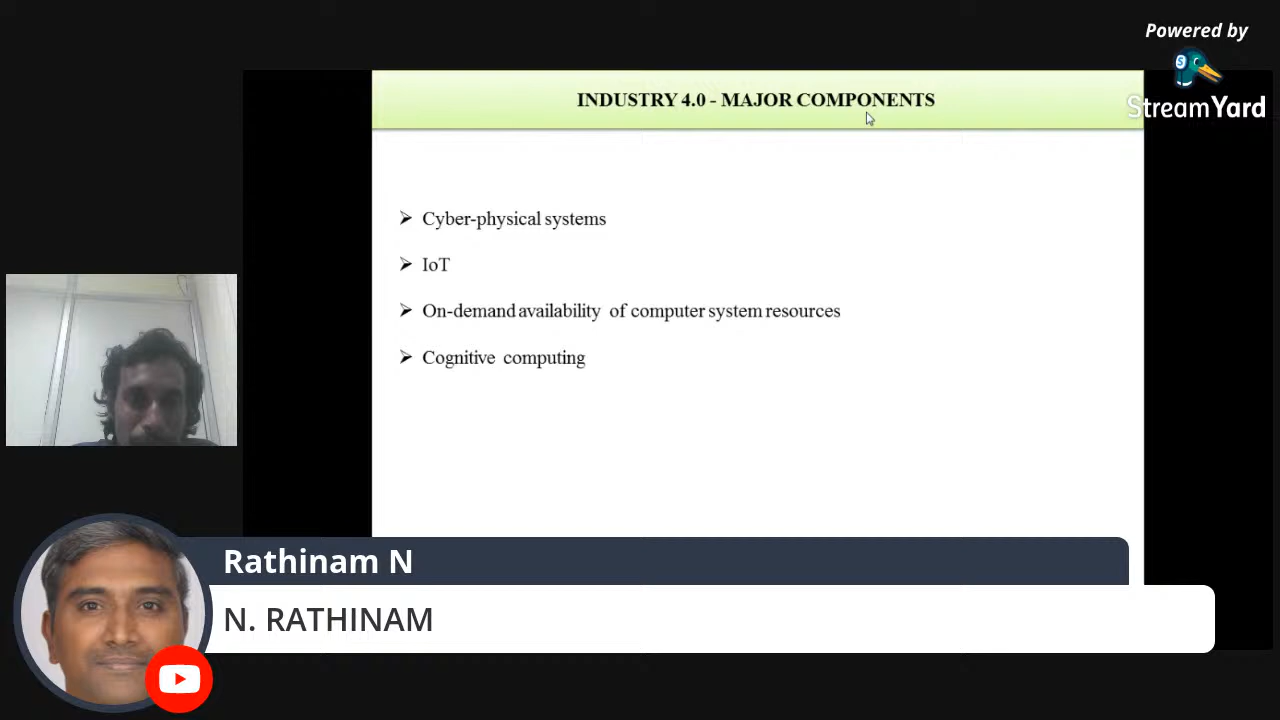 Powered by
StreamYard
INDUSTRY 4.0 - MAJOR COMPONENTS
➢ Cyber-physical systems
➢ IoT
➢ On-demand availability of computer system resources
➢ Cognitive computing
Rathinam N
N. RATHINAM